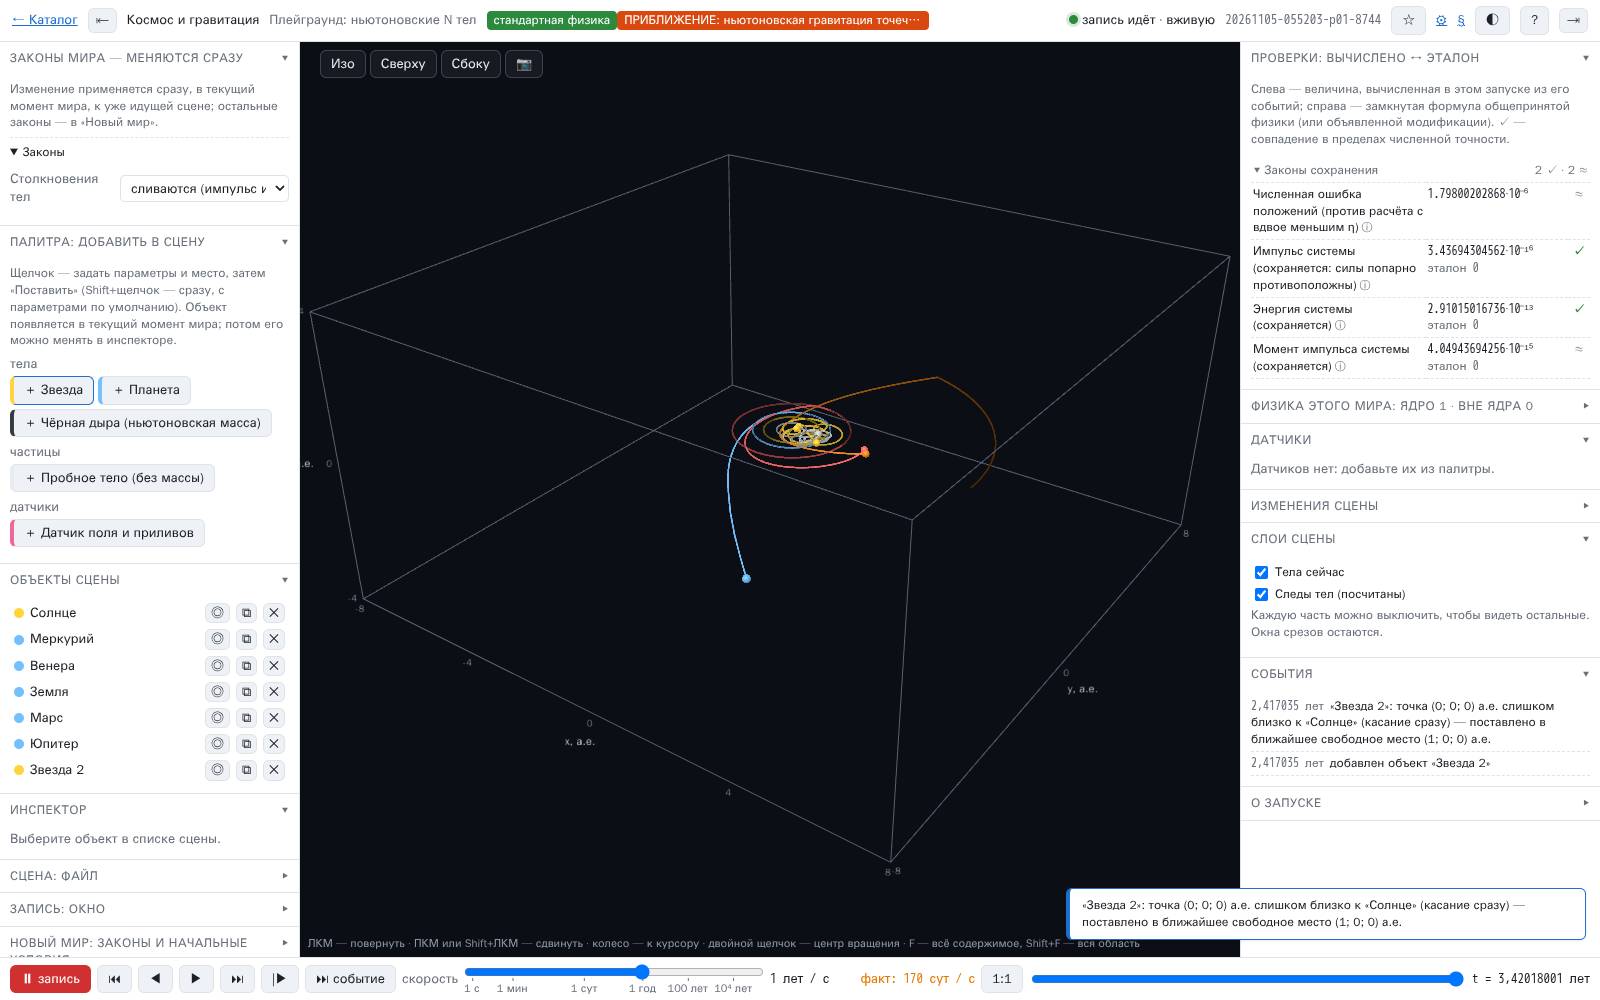 ← Каталог
Космос и гравитация
Плейграунд: ньютоновские N тел
стандартная физика
ПРИБЛИЖЕНИЕ: ньютоновская гравитация точеч⋯
запись идёт · вживую
20261105-055203-p01-8744
ЗАКОНЫ МИРА — МЕНЯЮТСЯ СРАЗУ
Изменение применяется сразу, в текущий
момент мира, к уже идущей сцене; остальные
законы — в «Новый мир».
Законы
Столкновения
тел
сливаются (импульс и
ПАЛИТРА: ДОБАВИТЬ В СЦЕНУ
Щелчок — задать параметры и место, затем
«Поставить» (Shift+щелчок — сразу, с
параметрами по умолчанию). Объект
появляется в текущий момент мира; потом его
можно менять в инспекторе.
тела
+ Звезда
+ Планета
+ Чёрная дыра (ньютоновская масса)
частицы
+ Пробное тело (без массы)
датчики
+ Датчик поля и приливов
ОБЪЕКТЫ СЦЕНЫ
Солнце
Меркурий
Венера
Земля
Марс
Юпитер
Звезда 2
ИНСПЕКТОР
Выберите объект в списке сцены.
СЦЕНА: ФАЙЛ
ЗАПИСЬ: ОКНО
НОВЫЙ МИР: ЗАКОНЫ И НАЧАЛЬНЫЕ
УСЛОВИЯ
Изо
Сверху
Сбоку
4
.е. 0
-4
-8
-4
0
x, а.е.
4
8 -8
0
y, а.е.
8
ЛКМ — повернуть · ПКМ или Shift+ЛКМ — сдвинуть · колесо — к курсору · двойной щелчок — центр вращения · F — всё содержимое, Shift+F — вся область
ПРОВЕРКИ: ВЫЧИСЛЕНО ↔ ЭТАЛОН
Слева — величина, вычисленная в этом запуске из его
событий; справа — замкнутая формула общепринятой
физики (или объявленной модификации). ✓ —
совпадение в пределах численной точности.
Законы сохранения
2 ✓ · 2 ≈
Численная ошибка
положений (против расчёта с
вдвое меньшим η) ⓘ
1.79800202868·10⁻⁶
≈
Импульс системы
(сохраняется: силы попарно
противоположны) ⓘ
3.43694304562·10⁻¹⁶
эталон 0
✓
Энергия системы
(сохраняется) ⓘ
2.91015016736·10⁻¹³
эталон 0
✓
Момент импульса системы
(сохраняется) ⓘ
4.04943694256·10⁻¹⁵
эталон 0
≈
ФИЗИКА ЭТОГО МИРА: ЯДРО 1 · ВНЕ ЯДРА 0
ДАТЧИКИ
Датчиков нет: добавьте их из палитры.
ИЗМЕНЕНИЯ СЦЕНЫ
СЛОИ СЦЕНЫ
Тела сейчас
Следы тел (посчитаны)
Каждую часть можно выключить, чтобы видеть остальные.
Окна срезов остаются.
СОБЫТИЯ
2,417035 лет «Звезда 2»: точка (0; 0; 0) а.е. слишком
близко к «Солнце» (касание сразу) — поставлено в
ближайшее свободное место (1; 0; 0) а.е.
2,417035 лет добавлен объект «Звезда 2»
О ЗАПУСКЕ
«Звезда 2»: точка (0; 0; 0) а.е. слишком близко к «Солнце» (касание сразу) —
поставлено в ближайшее свободное место (1; 0; 0) а.е.
запись
событие
скорость
1 с
1 мин
1 сут
1 год
100 лет
10⁴ лет
1 лет / с
факт: 170 сут / с
1:1
t = 3,42018001 лет